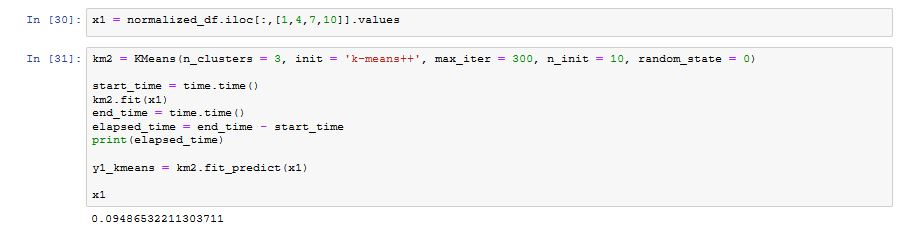 In [30]: x1 = normalized_df.iloc[:,[1,4,7,10]].values
In [31]: km2 = KMeans(n_clusters = 3, init = 'k-means++', max_iter = 300, n_init = 10, random_state = 0)
start_time = time.time()
km2.fit(x1)
end_time = time.time()
elapsed_time = end_time - start_time
print(elapsed_time)
y1_kmeans = km2.fit_predict(x1)
x1
0.09486532211303711